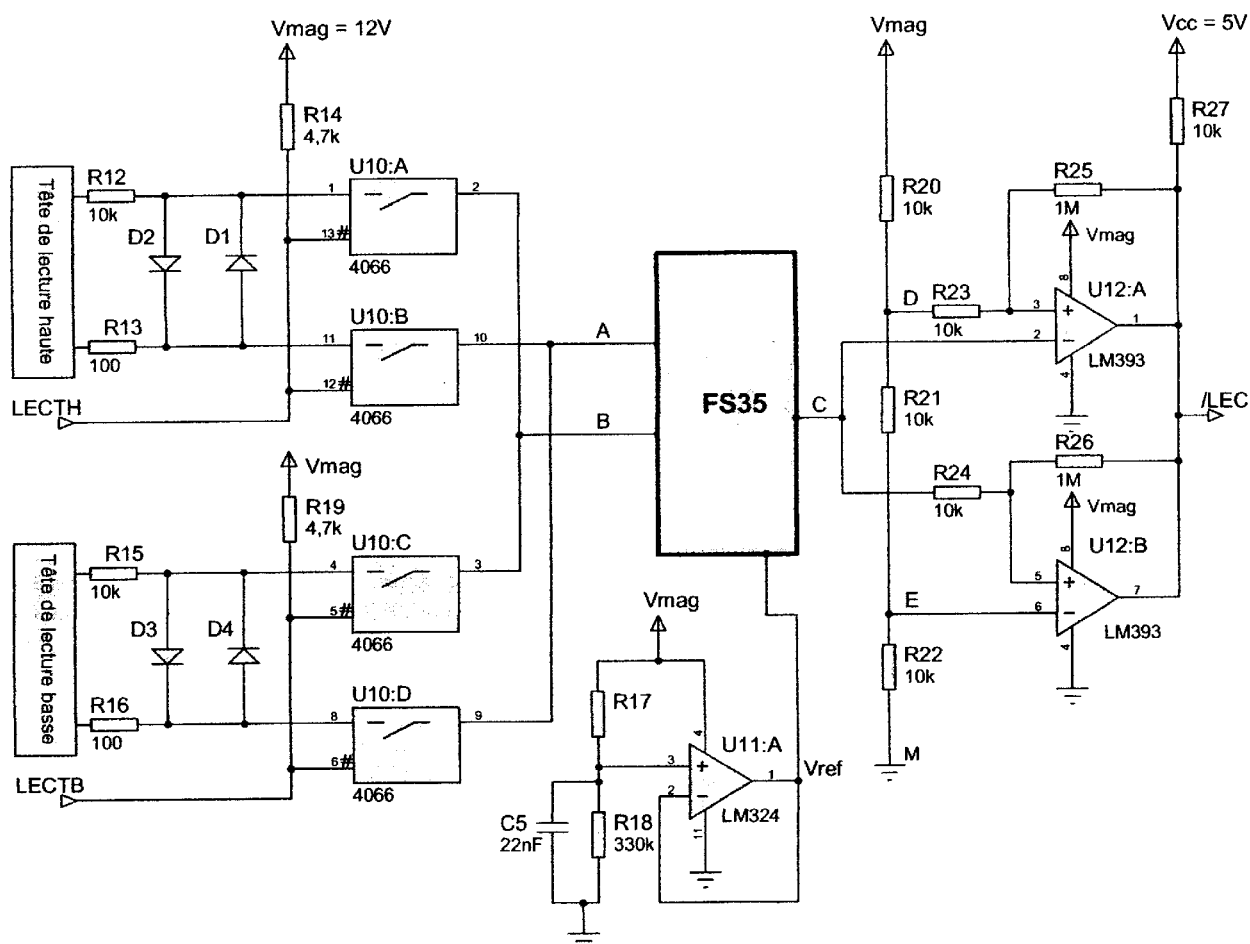 Vmag = 12V
R14
4,7k
U10:A
1
2
13#
4066
R12
10k
D2
D1
Tête de lecture haute
R13
100
U10:B
11
10
12#
4066
LECTH
Vmag
R19
4,7k
U10:C
4
3
5#
4066
R15
10k
D3
D4
Tête de lecture basse
R16
100
U10:D
8
9
6#
4066
LECTB
A
B
FS35
C
Vmag
R17
C5
22nF
R18
330k
3
2
4
11
1
U11:A
LM324
Vref
Vmag
R20
10k
D
R23
10k
R21
10k
E
R22
10k
M
R24
10k
Vcc = 5V
R27
10k
R25
1M
Vmag
8
U12:A
3
2
1
4
LM393
/LEC
R26
1M
Vmag
8
U12:B
5
6
7
4
LM393